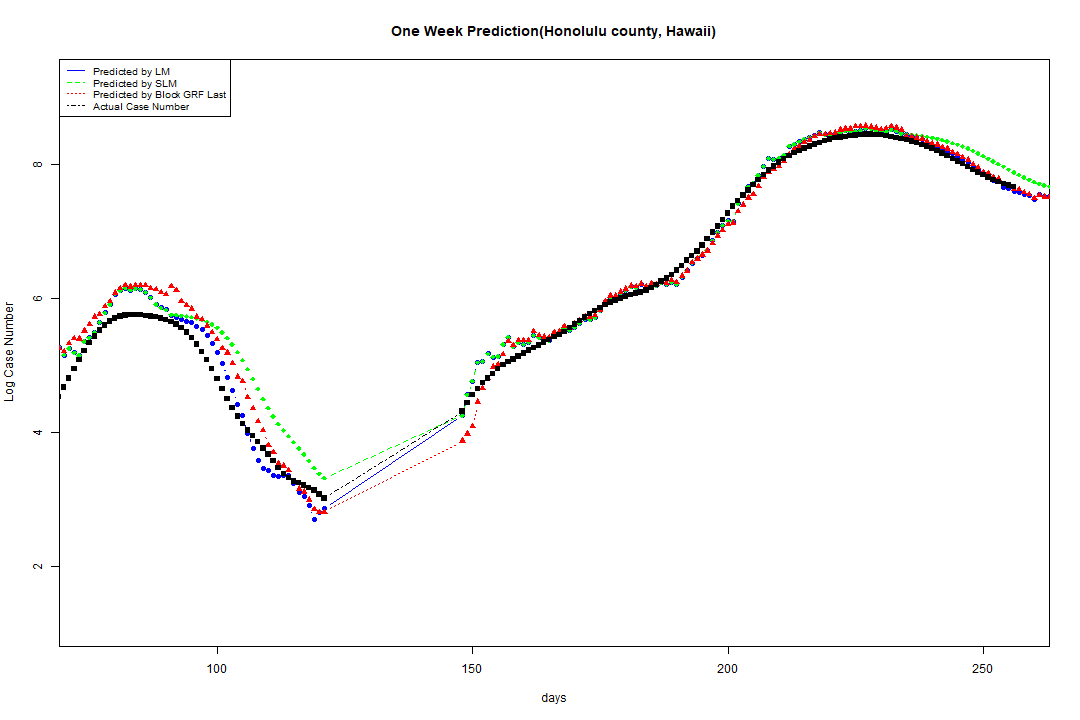 One Week Prediction(Honolulu county, Hawaii)
Predicted by LM
Predicted by SLM
Predicted by Block GRF Last
Actual Case Number
Log Case Number
8
6
4
2
100 150 200 250
days